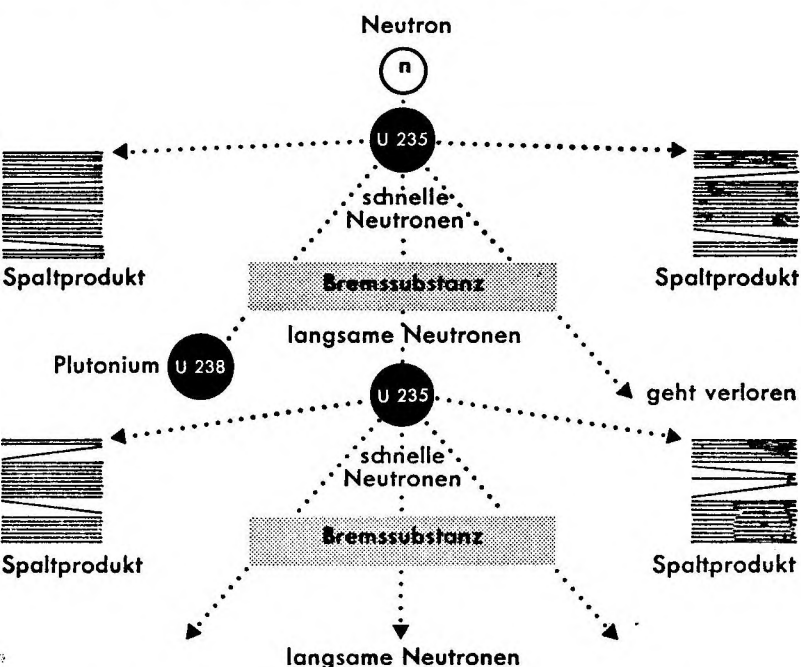 Neutron
n
U 235
schnelle
Neutronen
Spaltprodukt
Spaltprodukt
Bremssubstanz
langsame Neutronen
Plutonium U 238
U 235
geht verloren
schnelle
Neutronen
Bremssubstanz
Spaltprodukt
Spaltprodukt
langsame Neutronen